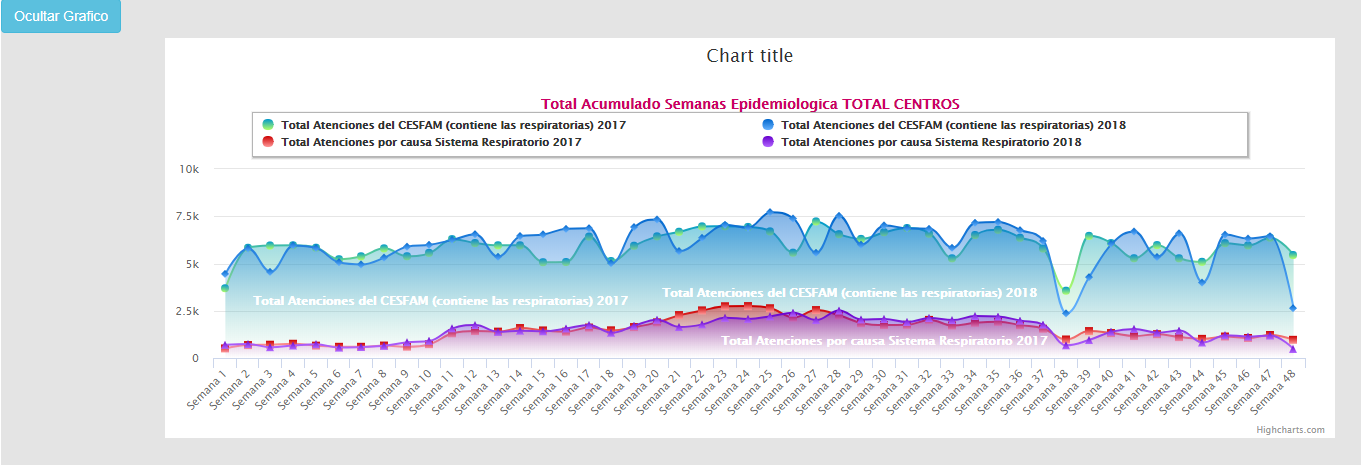 Ocultar Grafico
Chart title
Total Acumulado Semanas Epidemiologica TOTAL CENTROS
Total Atenciones del CESFAM (contiene las respiratorias) 2017
Total Atenciones del CESFAM (contiene las respiratorias) 2018
Total Atenciones por causa Sistema Respiratorio 2017
Total Atenciones por causa Sistema Respiratorio 2018
10k
7.5k
5k
2.5k
0
Total Atenciones del CESFAM (contiene las respiratorias) 2018
Total Atenciones del CESFAM (contiene las respiratorias) 2017
Total Atenciones por causa Sistema Respiratorio 2017
Semana 1
Semana 2
Semana 3
Semana 4
Semana 5
Semana 6
Semana 7
Semana 8
Semana 9
Semana 10
Semana 11
Semana 12
Semana 13
Semana 14
Semana 15
Semana 16
Semana 17
Semana 18
Semana 19
Semana 20
Semana 21
Semana 22
Semana 23
Semana 24
Semana 25
Semana 26
Semana 27
Semana 28
Semana 29
Semana 30
Semana 31
Semana 32
Semana 33
Semana 34
Semana 35
Semana 36
Semana 37
Semana 38
Semana 39
Semana 40
Semana 41
Semana 42
Semana 43
Semana 44
Semana 45
Semana 46
Semana 47
Semana 48
Highcharts.com